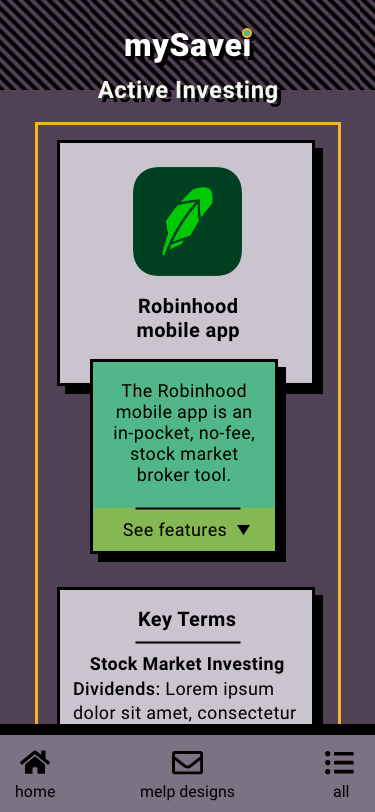 mySavei
Active Investing
Robinhood
mobile app
The Robinhood
mobile app is an
in-pocket, no-fee,
stock market
broker tool.
See features
Key Terms
Stock Market Investing
Dividends: Lorem ipsum
dolor sit amet, consectetur
home
melp designs
all